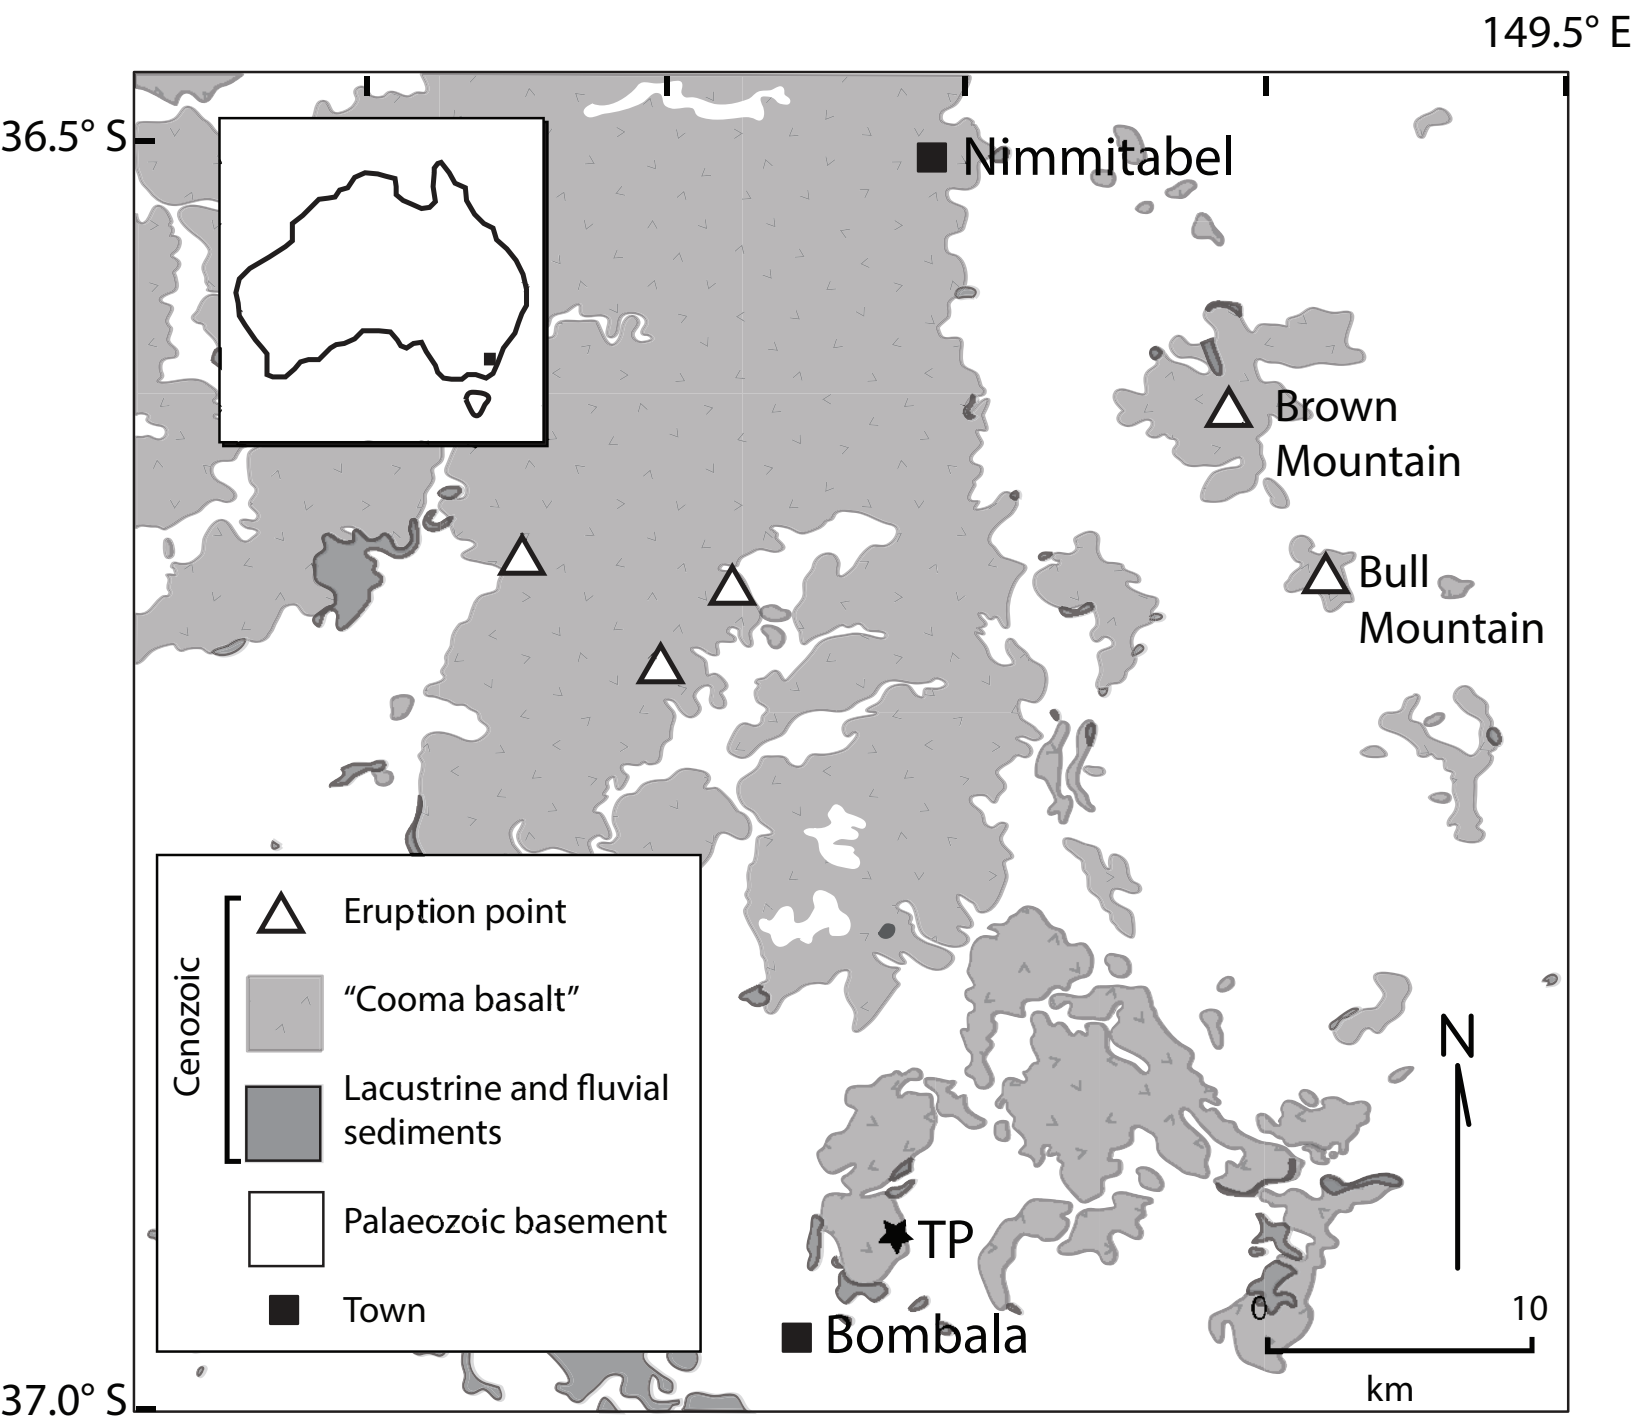 149.5° E
36.5° S
Nimmitabel
Brown
Mountain
Bull
Mountain
Cenozoic
Eruption point
“Cooma basalt”
Lacustrine and fluvial
sediments
Palaeozoic basement
Town
N
TP
0 10
km
Bombala
37.0° S